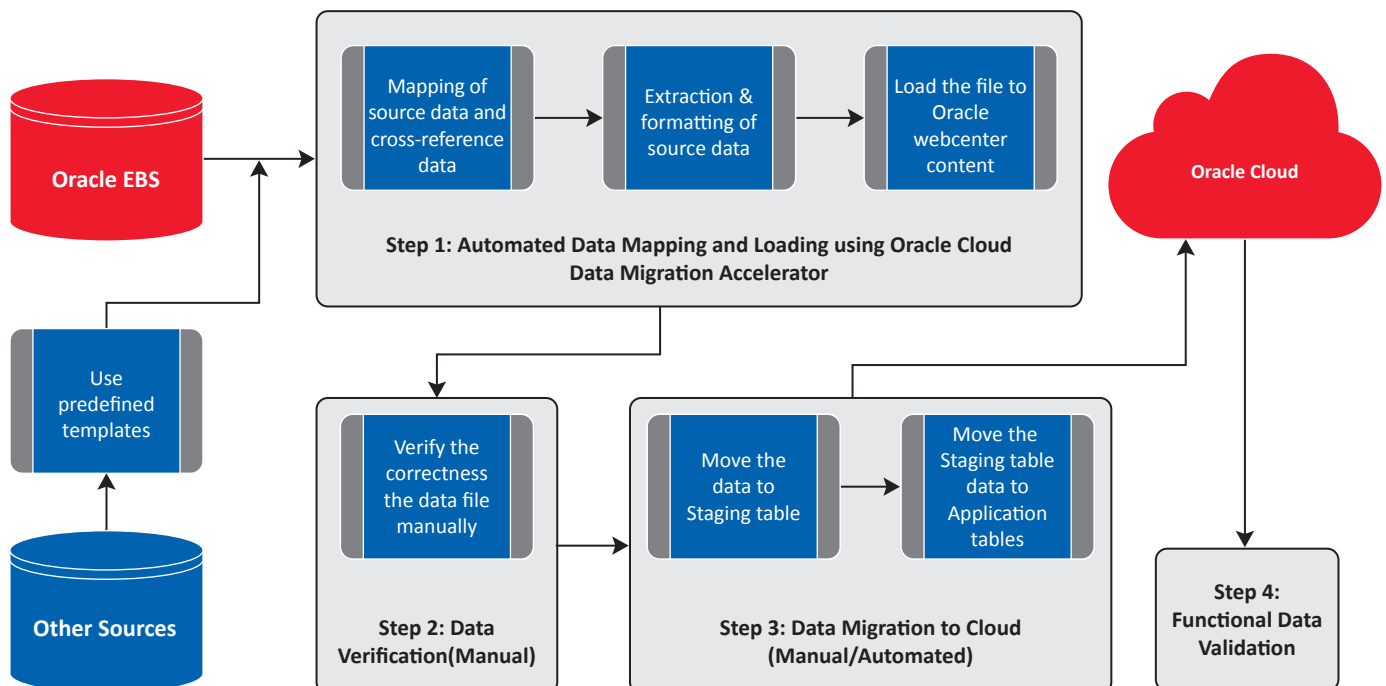 Oracle EBS
Mapping of
source data and
cross-reference
data
Extraction &
formatting of
source data
Load the file to
Oracle
webcenter
content
Step 1: Automated Data Mapping and Loading using Oracle Cloud
Data Migration Accelerator
Oracle Cloud
Use
predefined
templates
Other Sources
Verify the
correctness
the data file
manually
Step 2: Data
Verification(Manual)
Move the
data to
Staging table
Move the
Staging table
data to
Application
tables
Step 3: Data Migration to Cloud
(Manual/Automated)
Step 4:
Functional Data
Validation